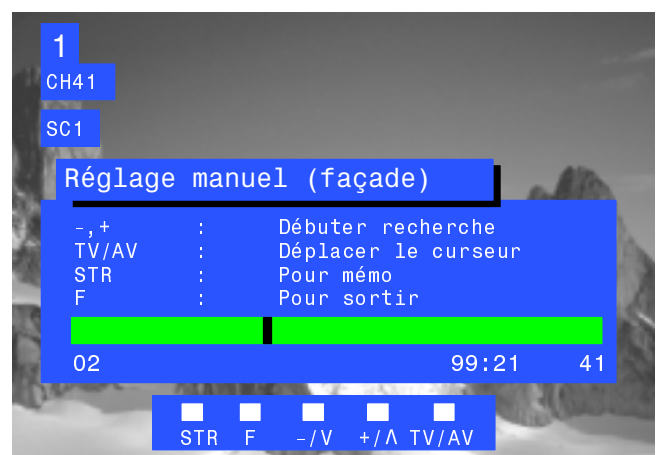 1
CH41
SC1
Réglage manuel (façade)
-,+ : Débuter recherche
TV/AV : Déplacer le curseur
STR : Pour mémo
F : Pour sortir
02 99:21 41
STR F -/V +/Λ TV/AV